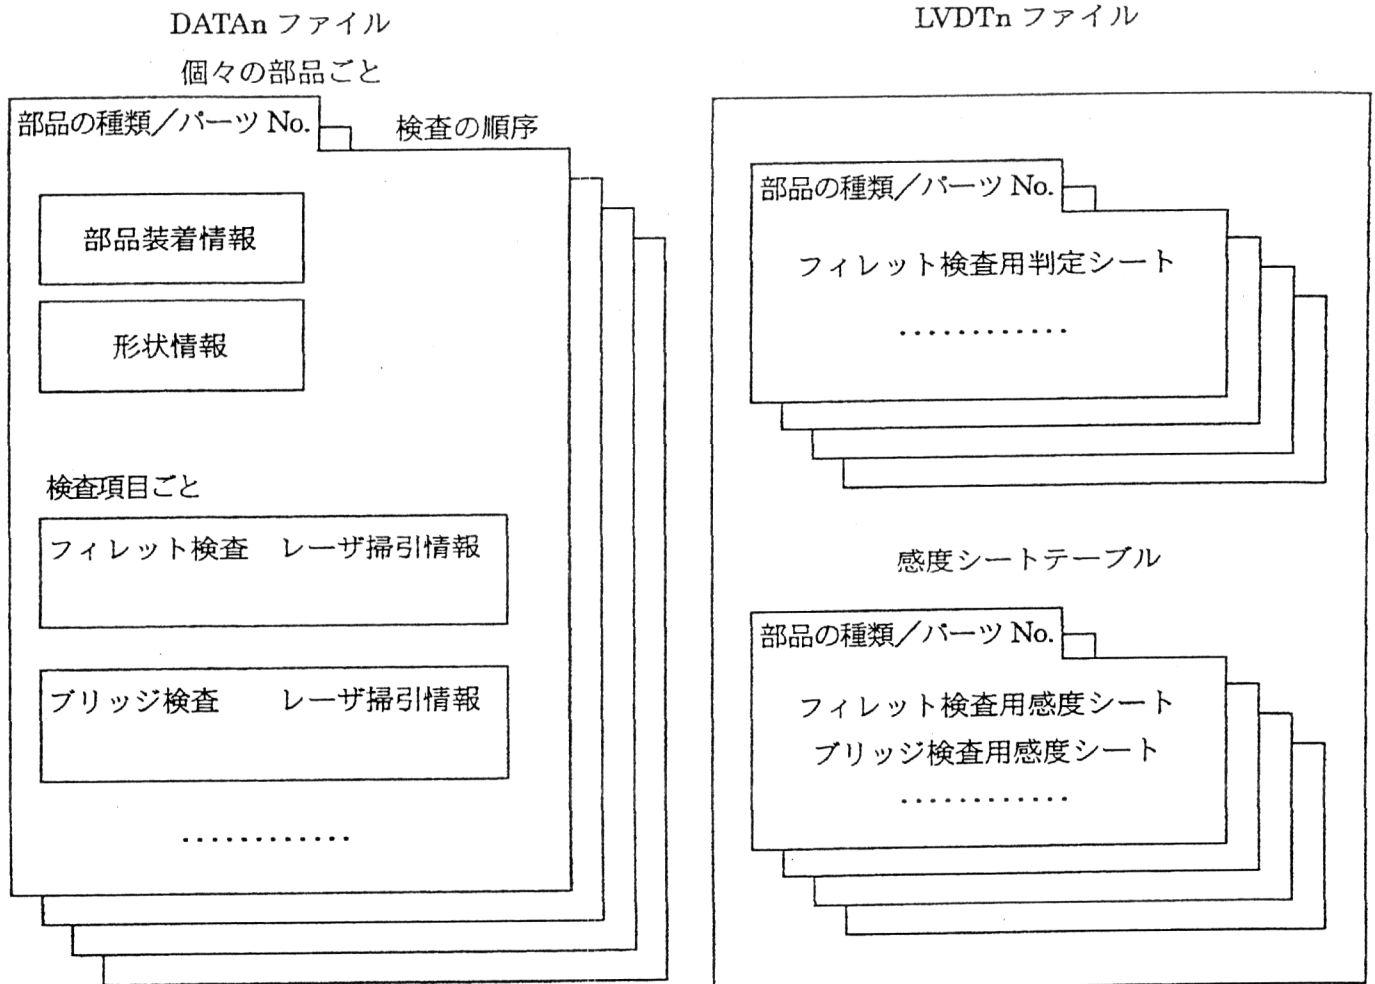 DATAn ファイル
個々の部品ごと
部品の種類／パーツ No.
検査の順序
部品装着情報
形状情報
検査項目ごと
フィレット検査 レーザ掃引情報
ブリッジ検査 レーザ掃引情報
…………
LVDTn ファイル
部品の種類／パーツ No.
フィレット検査用判定シート
…………
感度シートテーブル
部品の種類／パーツ No.
フィレット検査用感度シート
ブリッジ検査用感度シート
…………